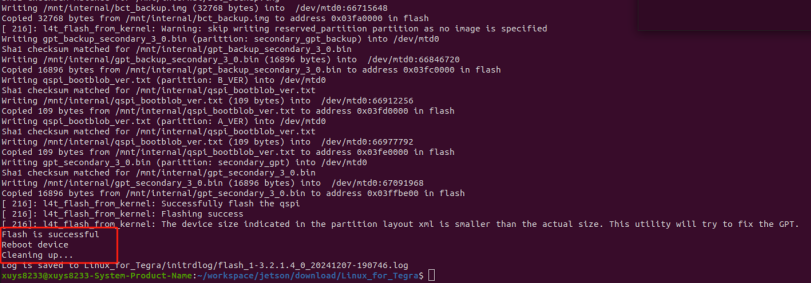 Writing /mnt/internal/bct_backup.img (32768 bytes) into  /dev/mtd0:66715648
Copied 32768 bytes from /mnt/internal/bct_backup.img to address 0x03fa0000 in flash
[ 216]: l4t_flash_from_kernel: Warning: skip writing reserved_partition partition as no image is specified
Writing gpt_backup_secondary_3_0.bin (parittion: secondary_gpt_backup) into /dev/mtd0
Sha1 checksum matched for /mnt/internal/gpt_backup_secondary_3_0.bin
Writing /mnt/internal/gpt_backup_secondary_3_0.bin (16896 bytes) into  /dev/mtd0:66846720
Copied 16896 bytes from /mnt/internal/gpt_backup_secondary_3_0.bin to address 0x03fc0000 in flash
Writing qspi_bootblob_ver.txt (parittion: B_VER) into /dev/mtd0
Sha1 checksum matched for /mnt/internal/qspi_bootblob_ver.txt
Writing /mnt/internal/qspi_bootblob_ver.txt (109 bytes) into  /dev/mtd0:66912256
Copied 109 bytes from /mnt/internal/qspi_bootblob_ver.txt to address 0x03fd0000 in flash
Writing qspi_bootblob_ver.txt (parittion: A_VER) into /dev/mtd0
Sha1 checksum matched for /mnt/internal/qspi_bootblob_ver.txt
Writing /mnt/internal/qspi_bootblob_ver.txt (109 bytes) into  /dev/mtd0:66977792
Copied 109 bytes from /mnt/internal/qspi_bootblob_ver.txt to address 0x03fe0000 in flash
Writing gpt_secondary_3_0.bin (parittion: secondary_gpt) into /dev/mtd0
Sha1 checksum matched for /mnt/internal/gpt_secondary_3_0.bin
Writing /mnt/internal/gpt_secondary_3_0.bin (16896 bytes) into  /dev/mtd0:67091968
Copied 16896 bytes from /mnt/internal/gpt_secondary_3_0.bin to address 0x03ffbe00 in flash
[ 216]: l4t_flash_from_kernel: Successfully flash the qspi
[ 216]: l4t_flash_from_kernel: Flashing success
[ 216]: l4t_flash_from_kernel: The device size indicated in the partition layout xml is smaller than the actual size. This utility will try to fix the GPT.
Flash is successful
Reboot device
Cleaning up...
Log is saved to Linux_for_Tegra/initrdlog/flash_1-3.2.1.4_0_20241207-190746.log
xuys8233@xuys8233-System-Product-Name:~/workspace/jetson/download/Linux_for_Tegra$